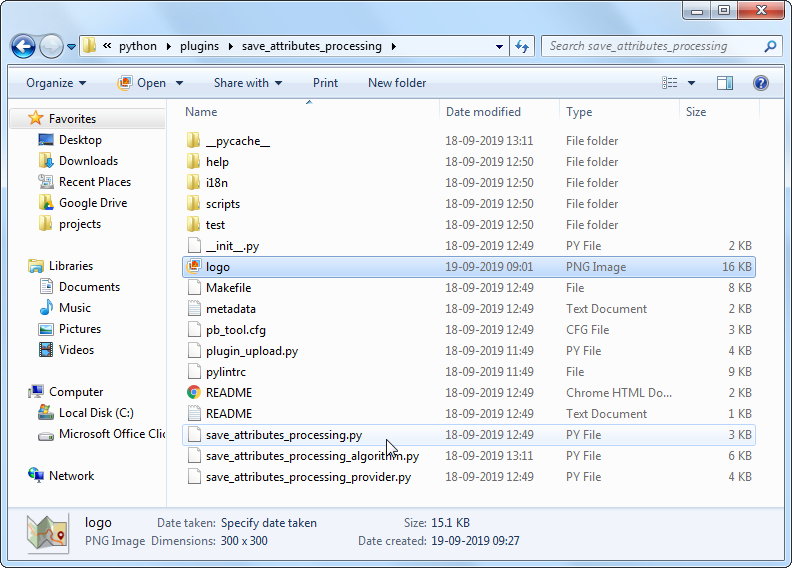 « python ▸ plugins ▸ save_attributes_processing ▸ Search save_attributes_processing
Organize Open Share with Print New folder
Name Date modified Type Size
Favorites
Desktop
Downloads
Recent Places
Google Drive
projects
Libraries
Documents
Music
Pictures
Videos
Computer
Local Disk (C:)
Microsoft Office Clic
Network
__pycache__ 18-09-2019 13:11 File folder
help 18-09-2019 12:50 File folder
i18n 18-09-2019 12:50 File folder
scripts 18-09-2019 12:50 File folder
test 18-09-2019 12:50 File folder
__init__.py 18-09-2019 12:49 PY File 2 KB
logo 19-09-2019 09:01 PNG Image 16 KB
Makefile 18-09-2019 12:49 File 8 KB
metadata 18-09-2019 12:49 Text Document 2 KB
pb_tool.cfg 18-09-2019 12:49 CFG File 3 KB
plugin_upload.py 18-09-2019 11:49 PY File 4 KB
pylintrc 18-09-2019 11:49 File 9 KB
README 18-09-2019 12:49 Chrome HTML Do... 2 KB
README 18-09-2019 12:49 Text Document 1 KB
save_attributes_processing.py 18-09-2019 12:49 PY File 3 KB
save_attributes_processing_algorithm.py 18-09-2019 13:11 PY File 6 KB
save_attributes_processing_provider.py 18-09-2019 12:49 PY File 4 KB
logo Date taken: Specify date taken Size: 15.1 KB
PNG Image Dimensions: 300 x 300 Date created: 19-09-2019 09:27